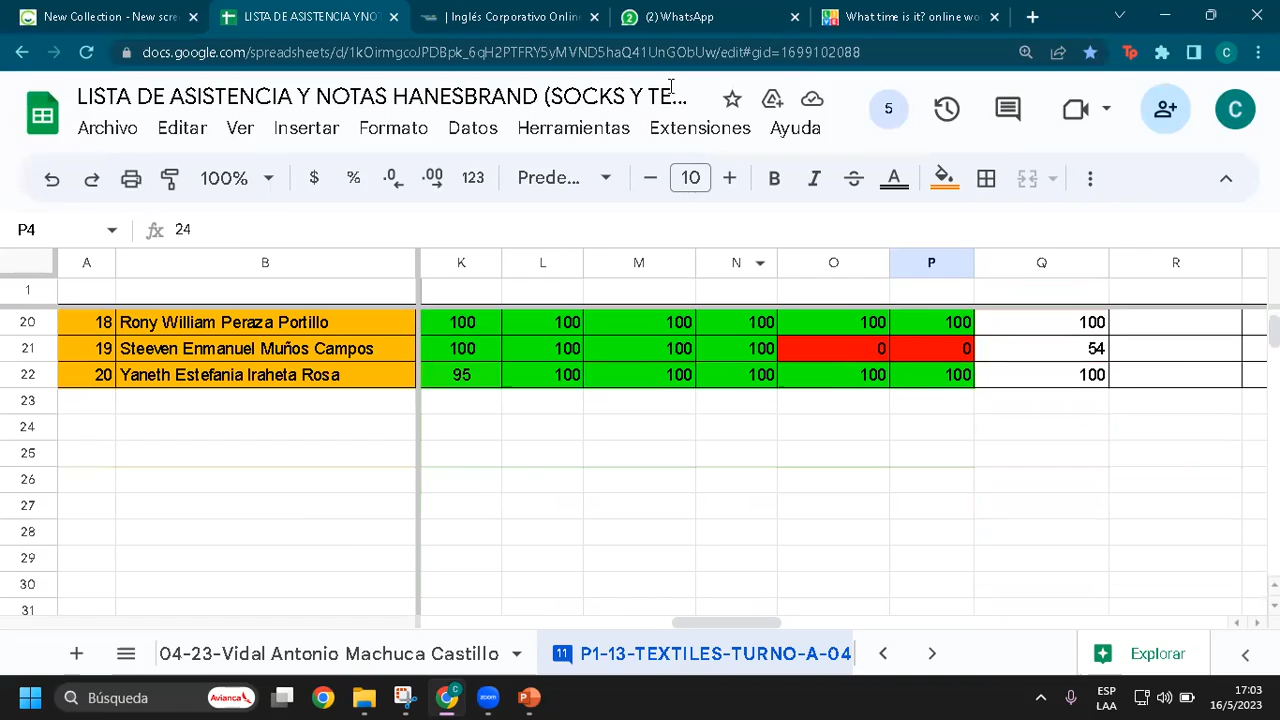 New Collection - New scre
LISTA DE ASISTENCIA Y NOT
| Inglés Corporativo Online
(2) WhatsApp
What time is it? online wo
docs.google.com/spreadsheets/d/1kOirmgcoJPDBpk_6qH2PTFRY5yMVND5haQ41UnGObUw/edit#gid=1699102088
LISTA DE ASISTENCIA Y NOTAS HANESBRAND (SOCKS Y TE...
Archivo Editar Ver Insertar Formato Datos Herramientas Extensiones Ayuda
5
C
100% $ % .0 .00 123 Prede... 10 B I A
P4 fx 24
A B K L M N O P Q R
1
20 18 Rony William Peraza Portillo 100 100 100 100 100 100 100
21 19 Steeven Enmanuel Muños Campos 100 100 100 100 0 0 54
22 20 Yaneth Estefania Iraheta Rosa 95 100 100 100 100 100 100
23
24
25
26
27
28
29
30
31
04-23-Vidal Antonio Machuca Castillo 11 P1-13-TEXTILES-TURNO-A-04 Explorar
Búsqueda Avianca ESP LAA 17:03 16/5/2023